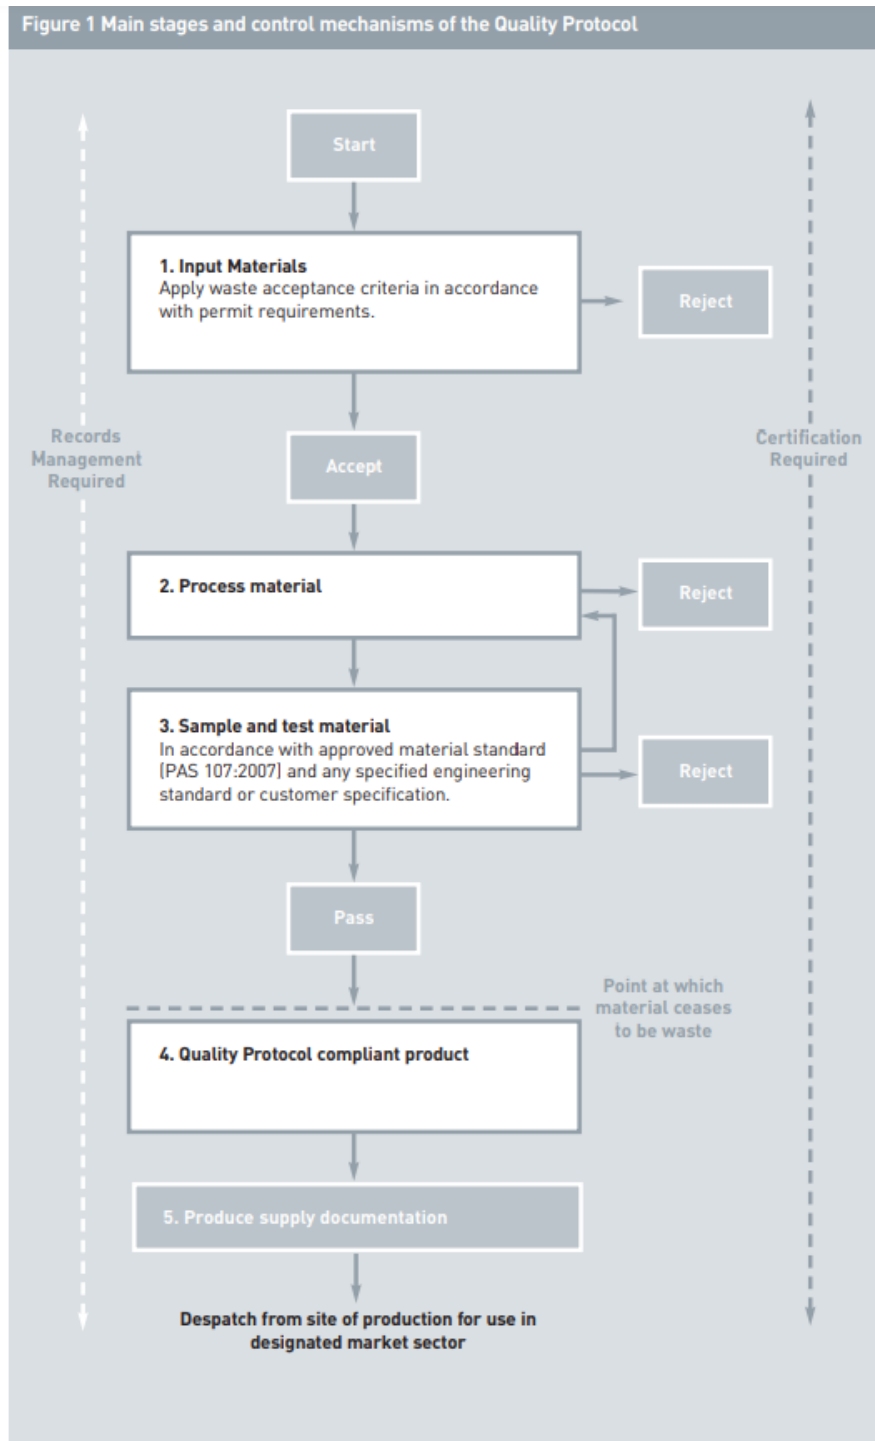 Figure 1 Main stages and control mechanisms of the Quality Protocol
Start
1. Input Materials
Apply waste acceptance criteria in accordance
with permit requirements.
Reject
Records
Management
Required
Certification
Required
Accept
2. Process material
Reject
3. Sample and test material
In accordance with approved material standard
(PAS 107:2007) and any specified engineering
standard or customer specification.
Reject
Pass
Point at which
material ceases
to be waste
4. Quality Protocol compliant product
5. Produce supply documentation
Despatch from site of production for use in
designated market sector